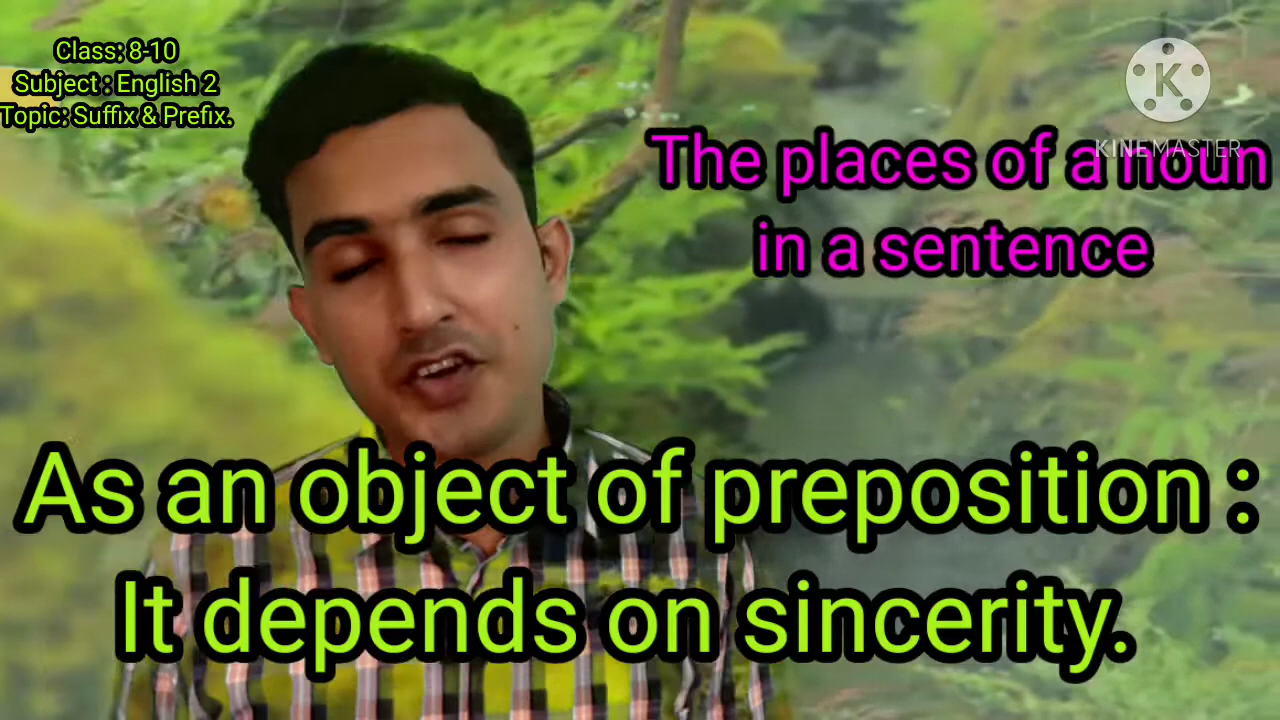 Class: 8-10
Subject : English 2
Topic: Suffix & Prefix.
K
KINEMASTER
The places of a noun
in a sentence
As an object of preposition :
It depends on sincerity.